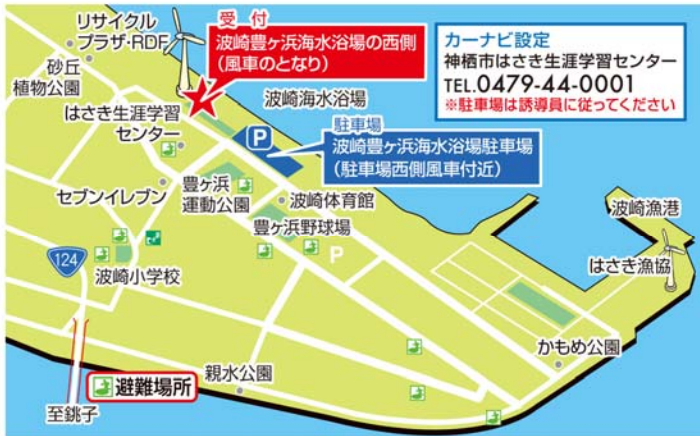 リサイクル
プラザ・RDF
受付
波崎豊ヶ浜海水浴場の西側
(風車のとなり)
カーナビ設定
神栖市はさき生涯学習センター
TEL.0479-44-0001
※駐車場は誘導員に従ってください
砂丘
植物公園
波崎海水浴場
はさき生涯学習
センター
P
駐車場
波崎豊ヶ浜海水浴場駐車場
(駐車場西側風車付近)
セブンイレブン
豊ヶ浜
運動公園
波崎体育館
波崎漁港
豊ヶ浜野球場
P
はさき漁協
124
波崎小学校
かもめ公園
親水公園
避難場所
至銚子